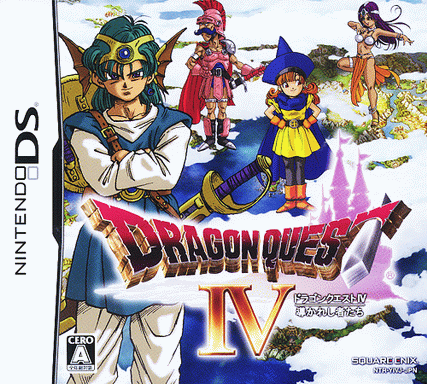 NINTENDO DS
DRAGON QUEST
IV
ドラゴンクエストIV
導かれし者たち
CERO
A
SQUARE ENIX
NTR-YIVJ-JPN